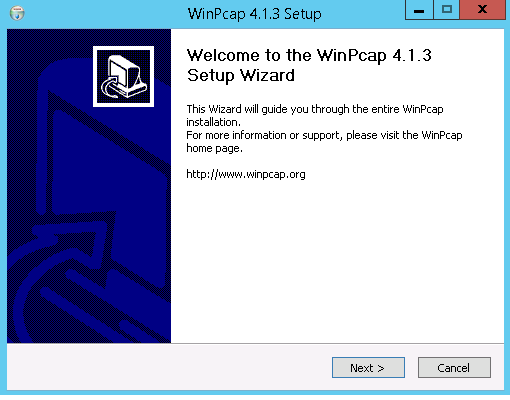 WinPcap 4.1.3 Setup
Welcome to the WinPcap 4.1.3
Setup Wizard
This Wizard will guide you through the entire WinPcap
installation.
For more information or support, please visit the WinPcap
home page.
http://www.winpcap.org
Next >
Cancel